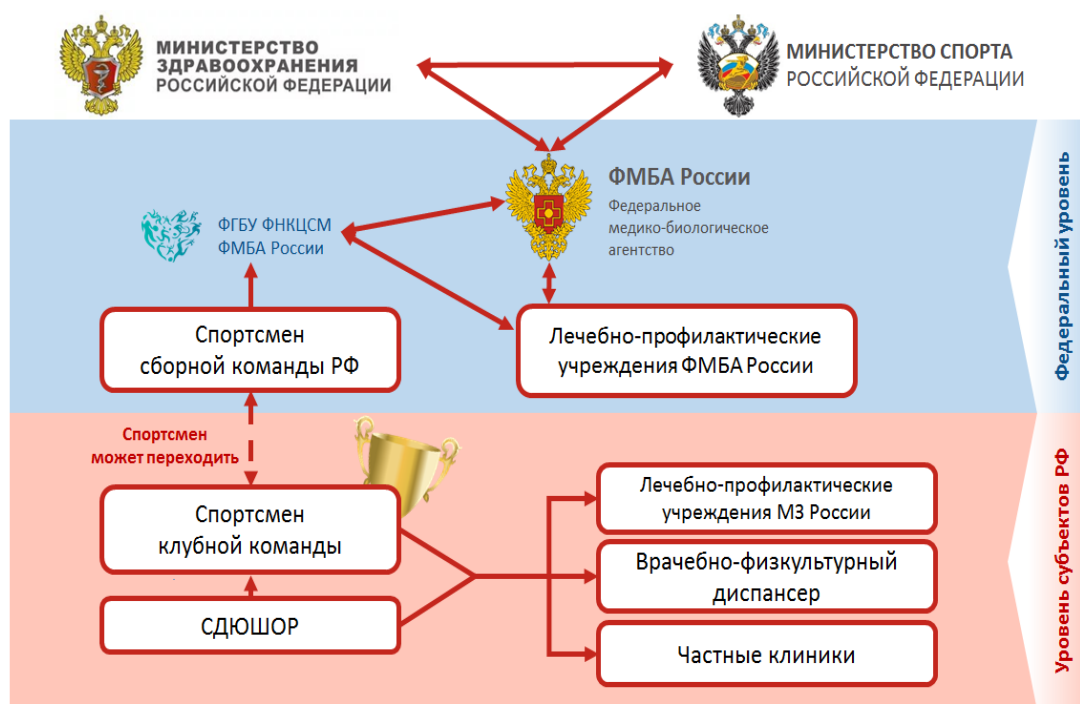 МИНИСТЕРСТВО
ЗДРАВООХРАНЕНИЯ
РОССИЙСКОЙ ФЕДЕРАЦИИ
МИНИСТЕРСТВО СПОРТА
РОССИЙСКОЙ ФЕДЕРАЦИИ
ФМБА России
Федеральное
медико-биологическое
агентство
ФГБУ ФНКЦСМ
ФМБА России
Спортсмен
сборной команды РФ
Лечебно-профилактические
учреждения ФМБА России
Федеральный уровень
Спортсмен
может переходить
Спортсмен
клубной команды
СДЮШОР
Лечебно-профилактические
учреждения МЗ России
Врачебно-физкультурный
диспансер
Частные клиники
Уровень субъектов РФ